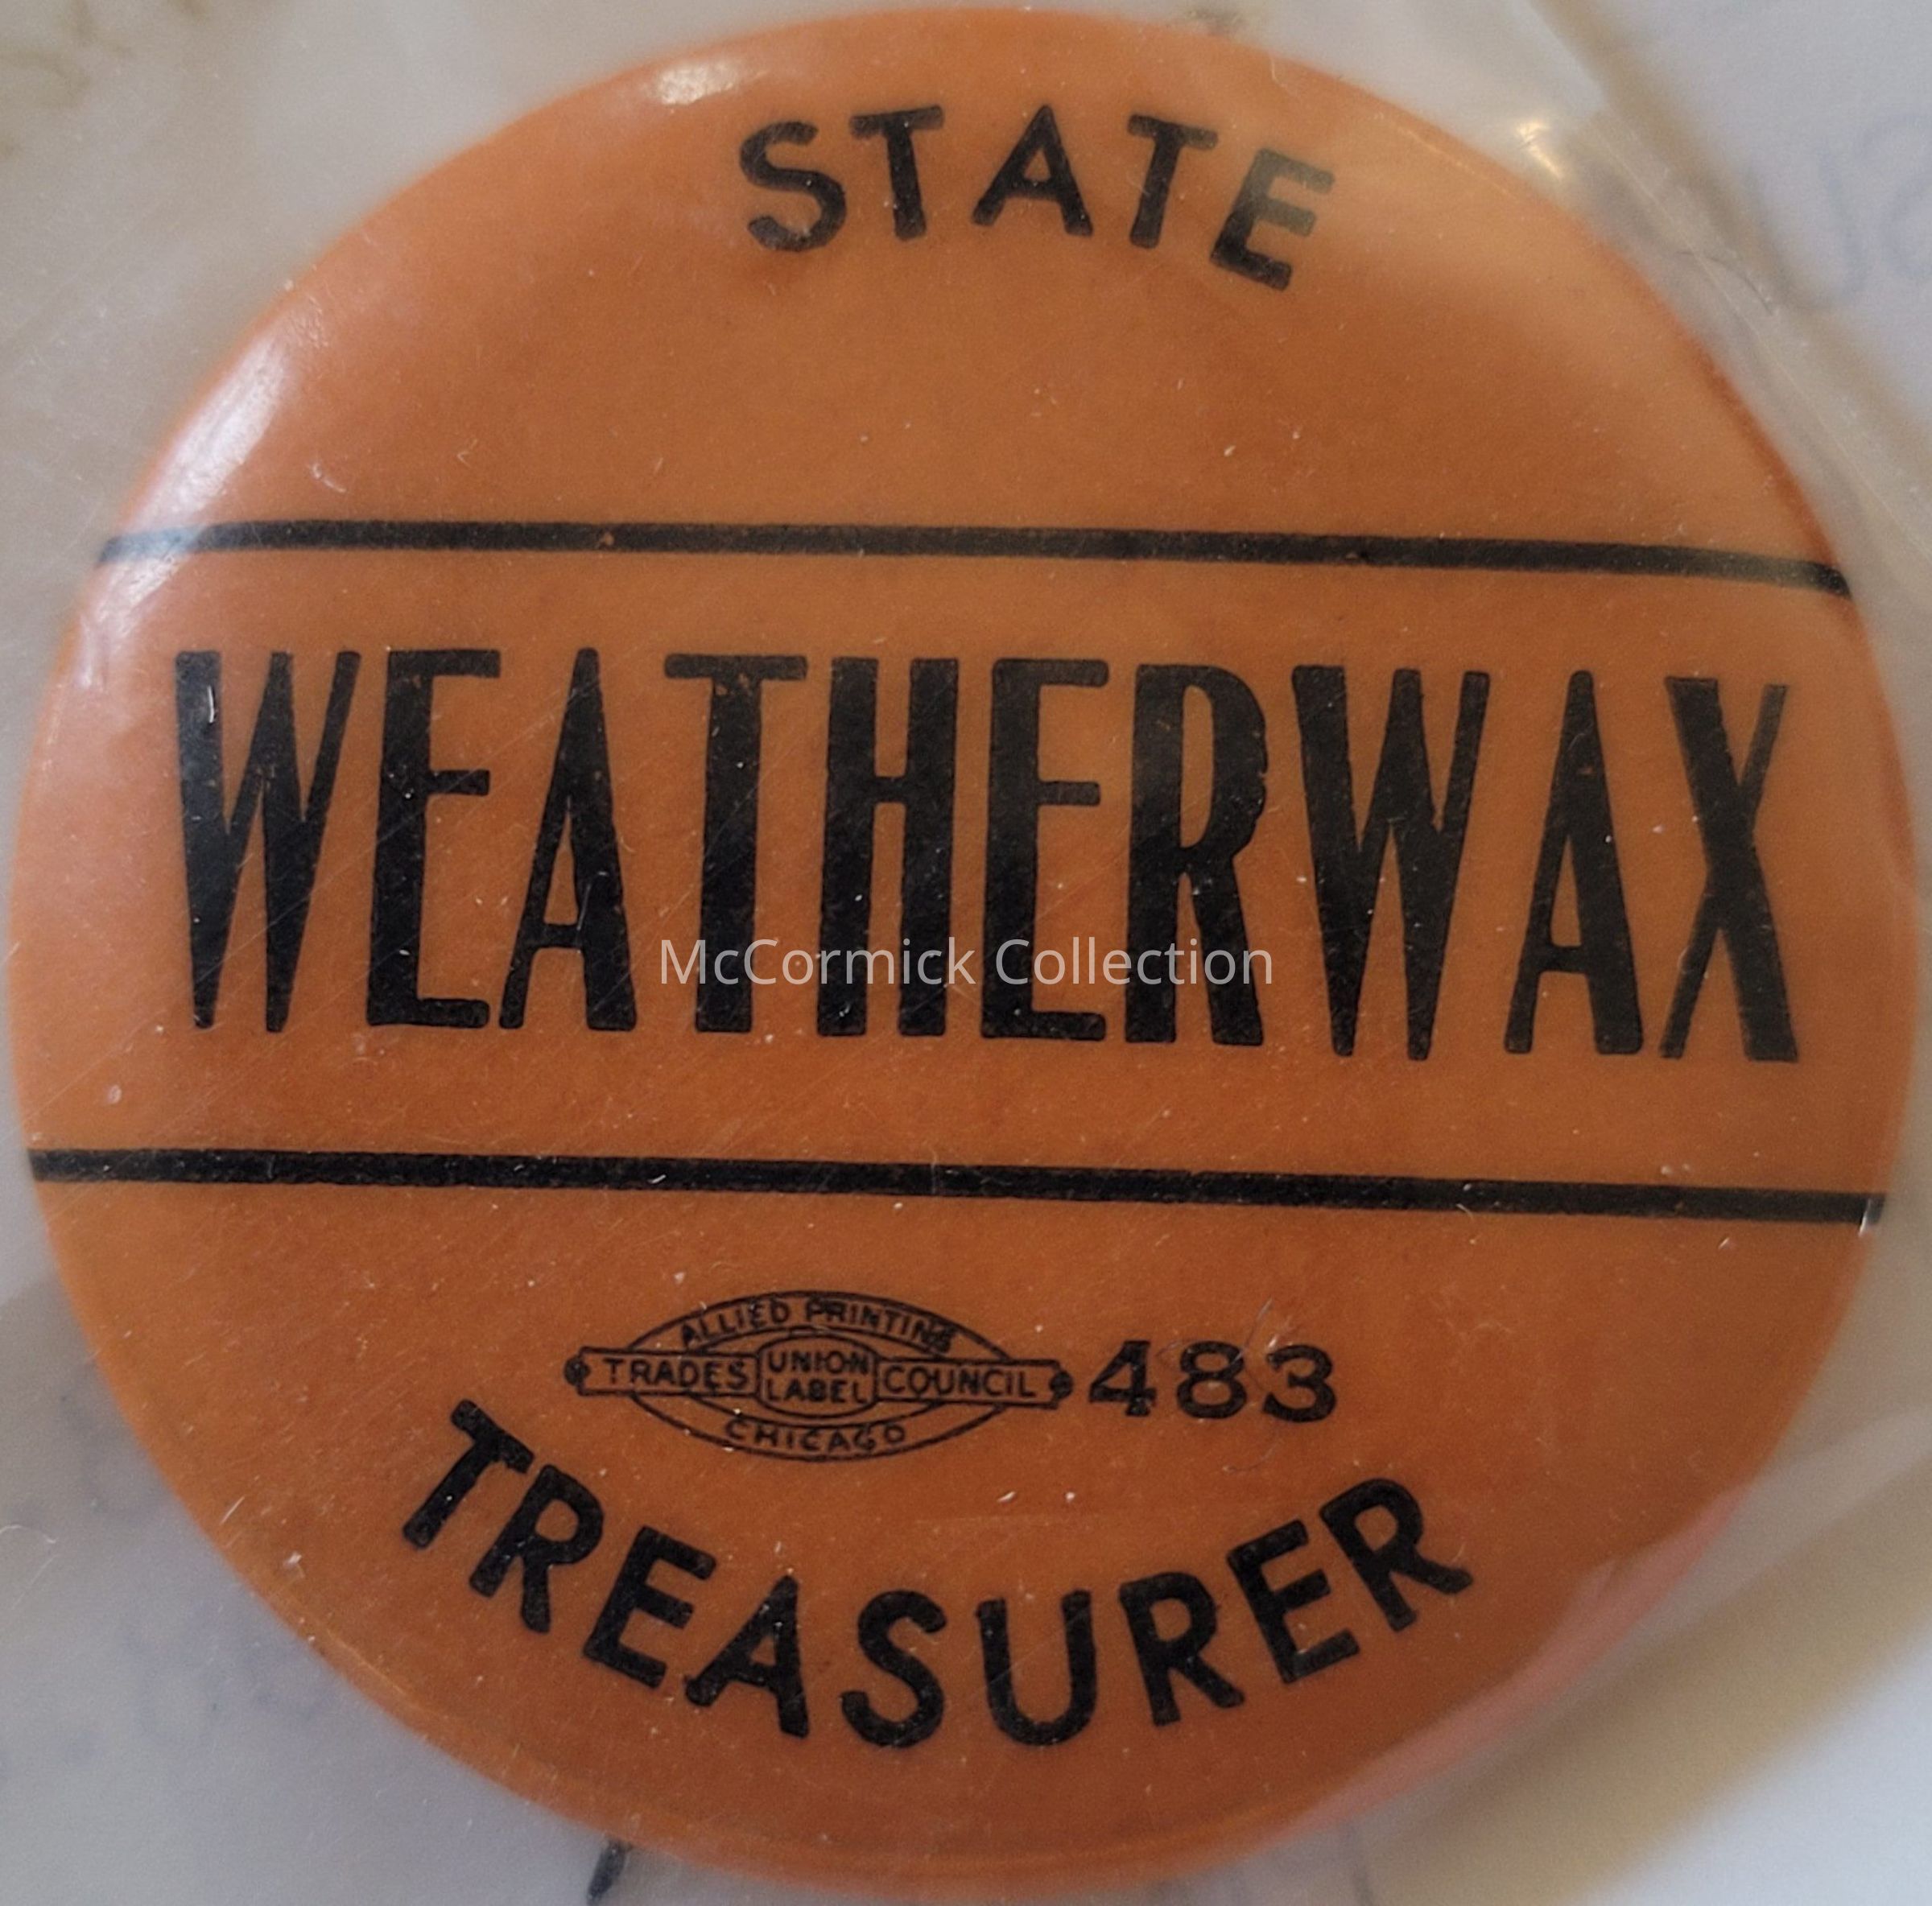 STATE
WEATHERWAX
McCormick Collection
ALLIED PRINTING
TRADES UNION LABEL COUNCIL 483
CHICAGO
TREASURER